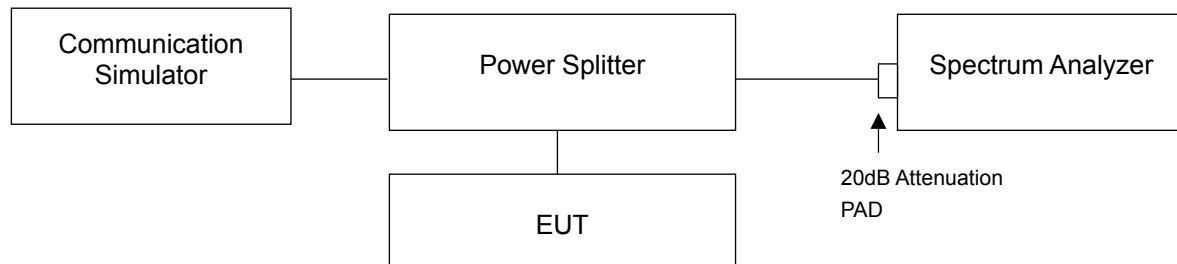 Communication
Simulator
Power Splitter
Spectrum Analyzer
20dB Attenuation
PAD
EUT